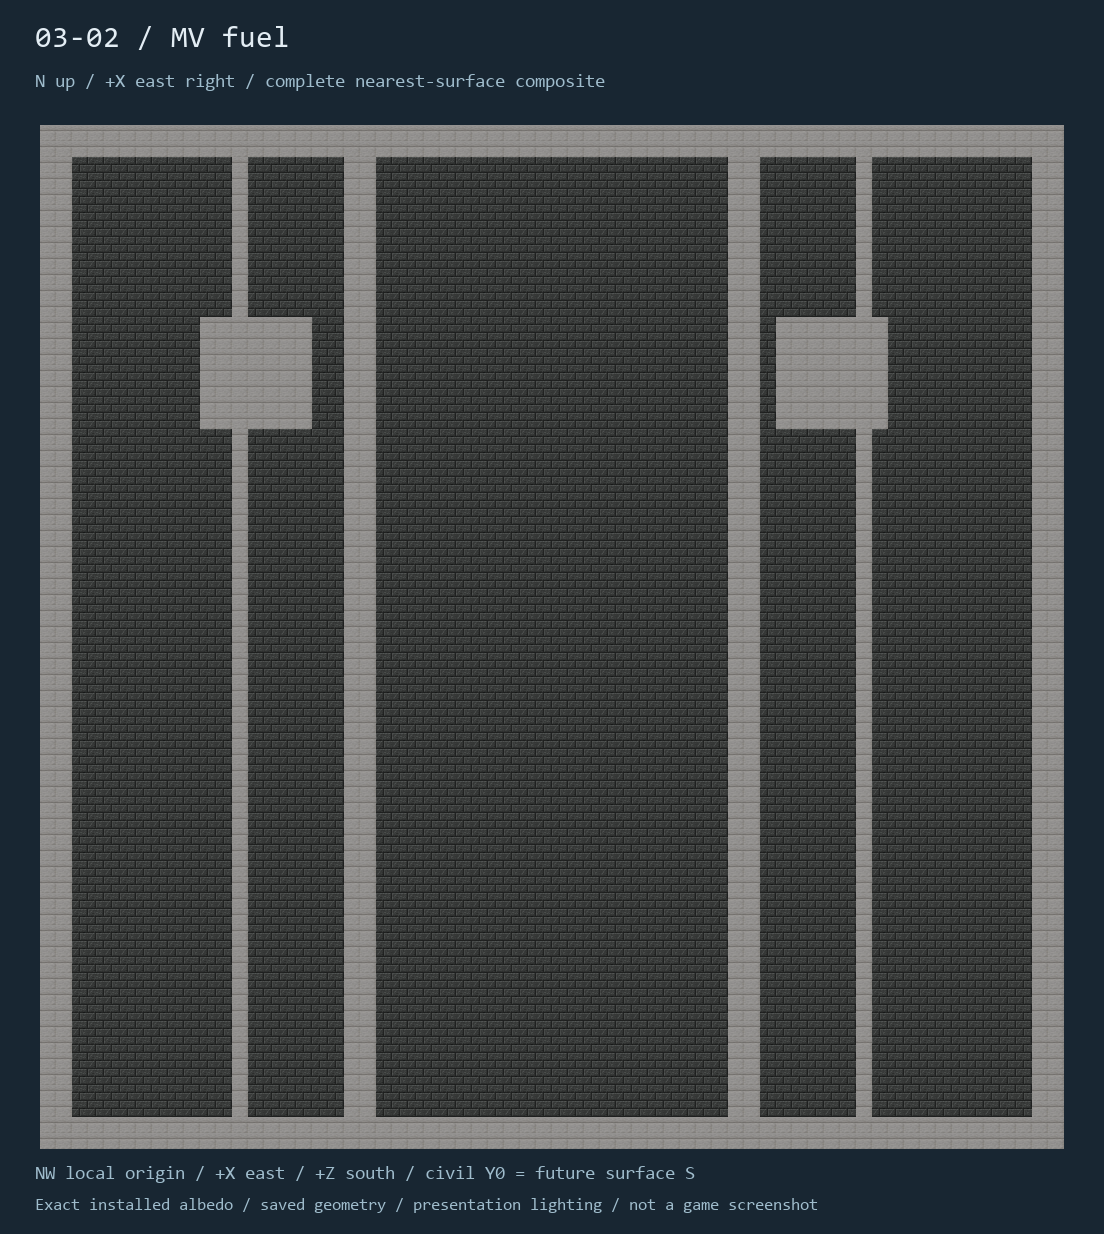 03-02 / MV fuel
N up / +X east right / complete nearest-surface composite
NW local origin / +X east / +Z south / civil Y0 = future surface S
Exact installed albedo / saved geometry / presentation lighting / not a game screenshot